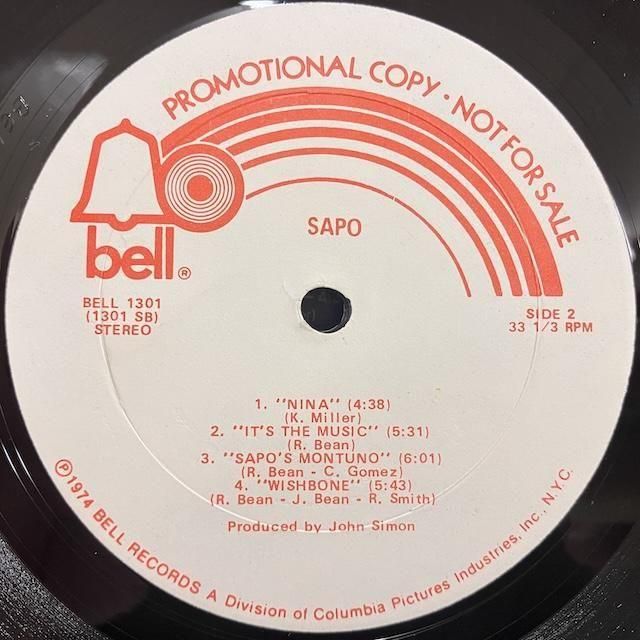 PROMOTIONAL COPY · NOT FOR SALE
bell®
SAPO
BELL 1301
(1301 SB)
STEREO
SIDE 2
33 1/3 RPM
1. "NINA" (4:38)
(K. Miller)
2. "IT'S THE MUSIC" (5:31)
(R. Bean)
3. "SAPO'S MONTUNO" (6:01)
(R. Bean - C. Gomez)
4. "WISHBONE" (5:43)
(R. Bean - J. Bean - R. Smith)
Produced by John Simon
℗1974 BELL RECORDS A Division of Columbia Pictures Industries, Inc., N.Y.C.